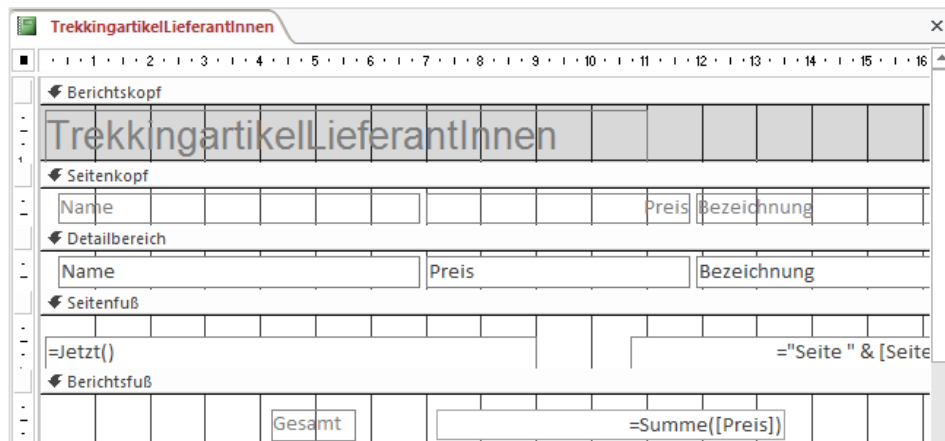 TrekkingartikelLieferantInnen
1 2 3 4 5 6 7 8 9 10 11 12 13 14 15 16
Berichtskopf
TrekkingartikelLieferantInnen
1
Seitenkopf
Name Preis Bezeichnung
Detailbereich
Name Preis Bezeichnung
Seitenfuß
=Jetzt() ="Seite " & [Seite
Berichtsfuß
Gesamt =Summe([Preis])